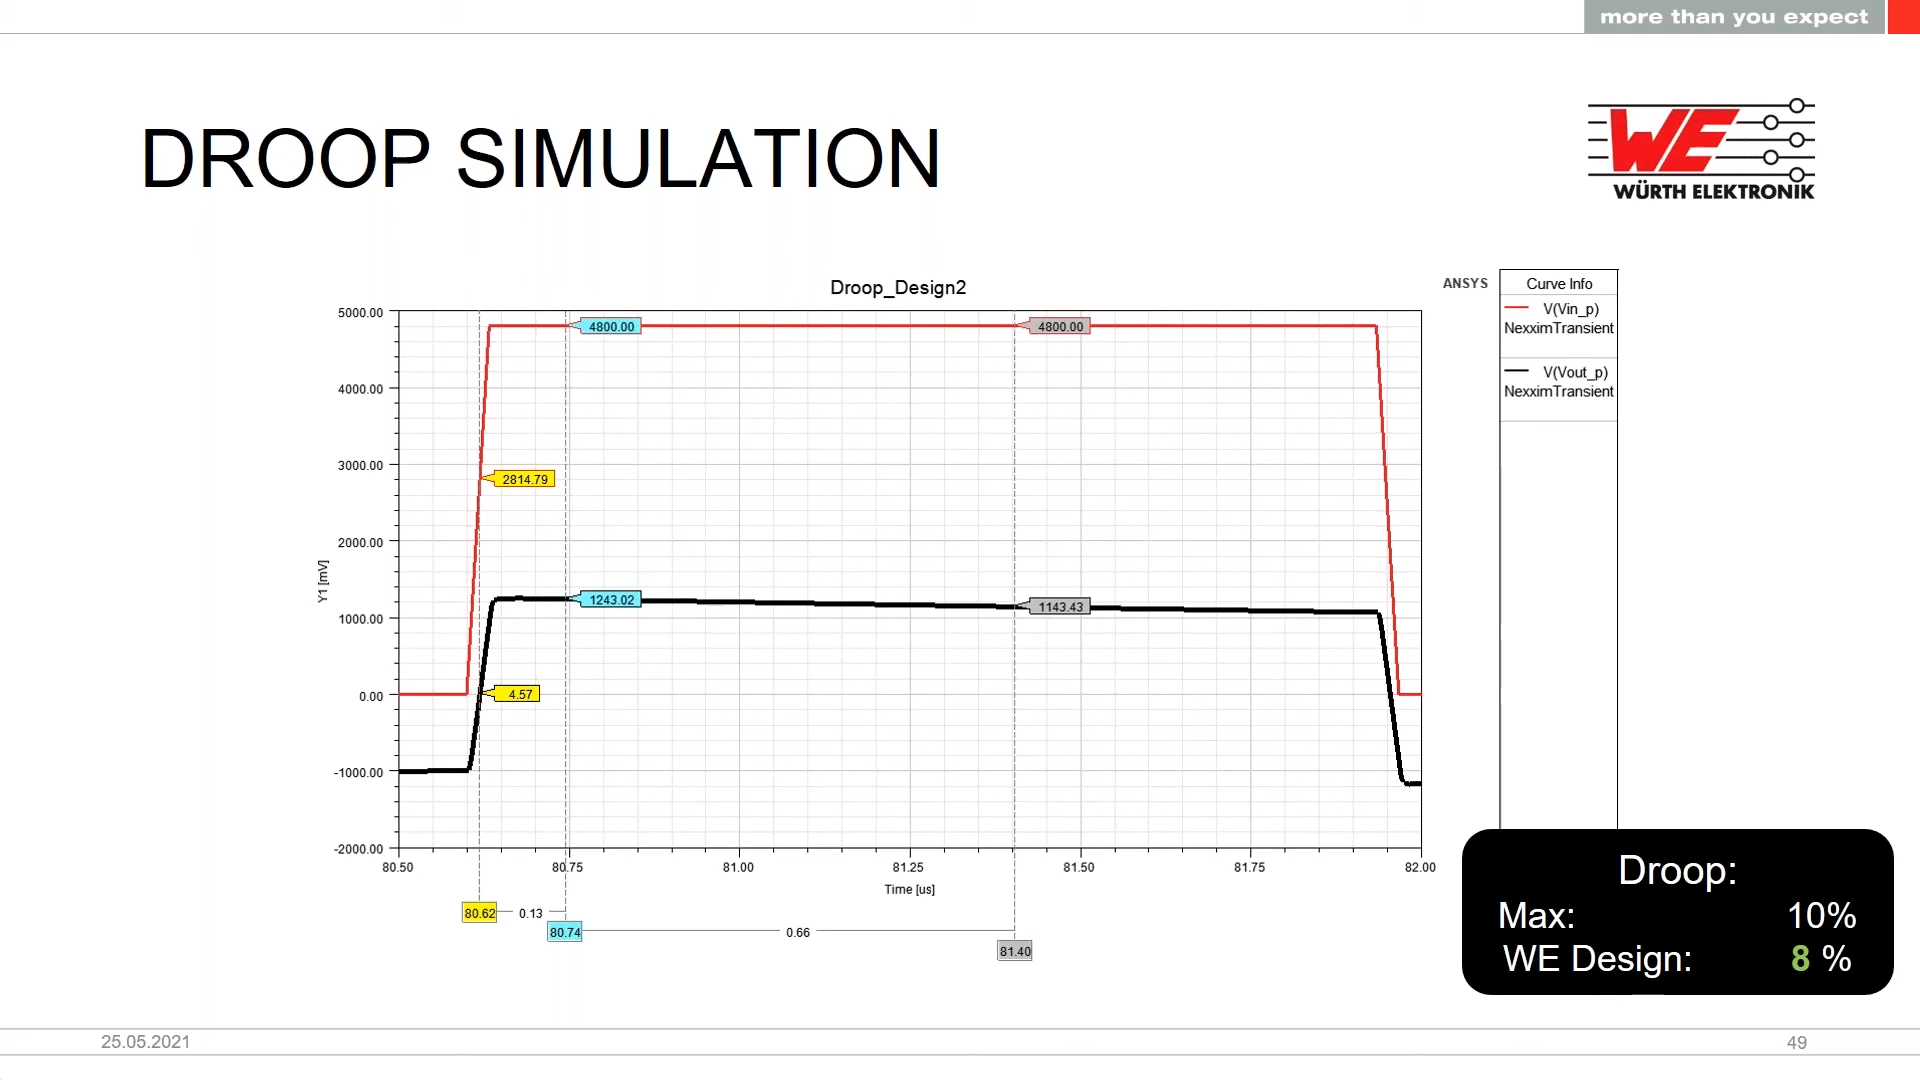 more than you expect
DROOP SIMULATION
WE
WÜRTH ELEKTRONIK
Droop_Design2
ANSYS
Curve Info
V(Vin_p)
NexximTransient
V(Vout_p)
NexximTransient
Y1 [mV]
5000.00
4000.00
3000.00
2000.00
1000.00
0.00
-1000.00
-2000.00
4800.00
4800.00
2814.79
1243.02
1143.43
4.57
80.50
80.75
81.00
81.25
81.50
81.75
82.00
Time [us]
80.62
0.13
80.74
0.66
81.40
Droop:
Max: 10%
WE Design: 8 %
25.05.2021
49